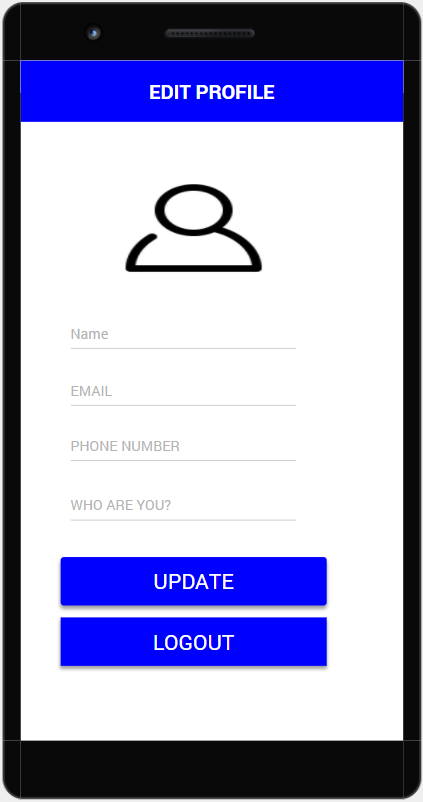 EDIT PROFILE
Name
EMAIL
PHONE NUMBER
WHO ARE YOU?
UPDATE
LOGOUT